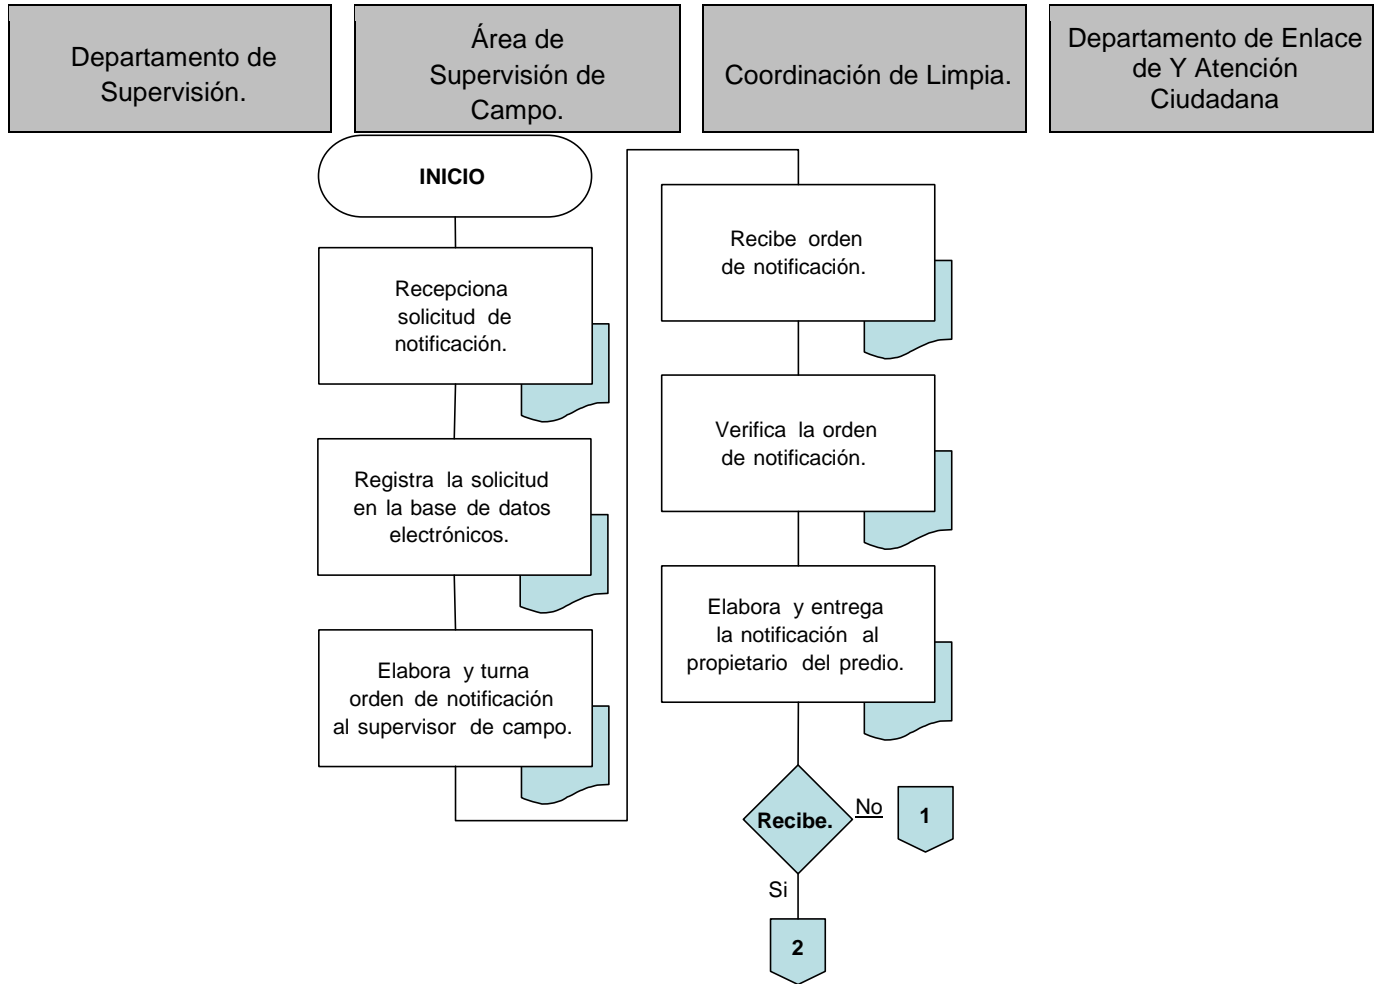 Departamento de
Supervisión.
Área de
Supervisión de
Campo.
Coordinación de Limpia.
Departamento de Enlace
de Y Atención
Ciudadana
INICIO
Recepciona
solicitud de
notificación.
Registra la solicitud
en la base de datos
electrónicos.
Elabora y turna
orden de notificación
al supervisor de campo.
Recibe orden
de notificación.
Verifica la orden
de notificación.
Elabora y entrega
la notificación al
propietario del predio.
Recibe.
No
1
Si
2